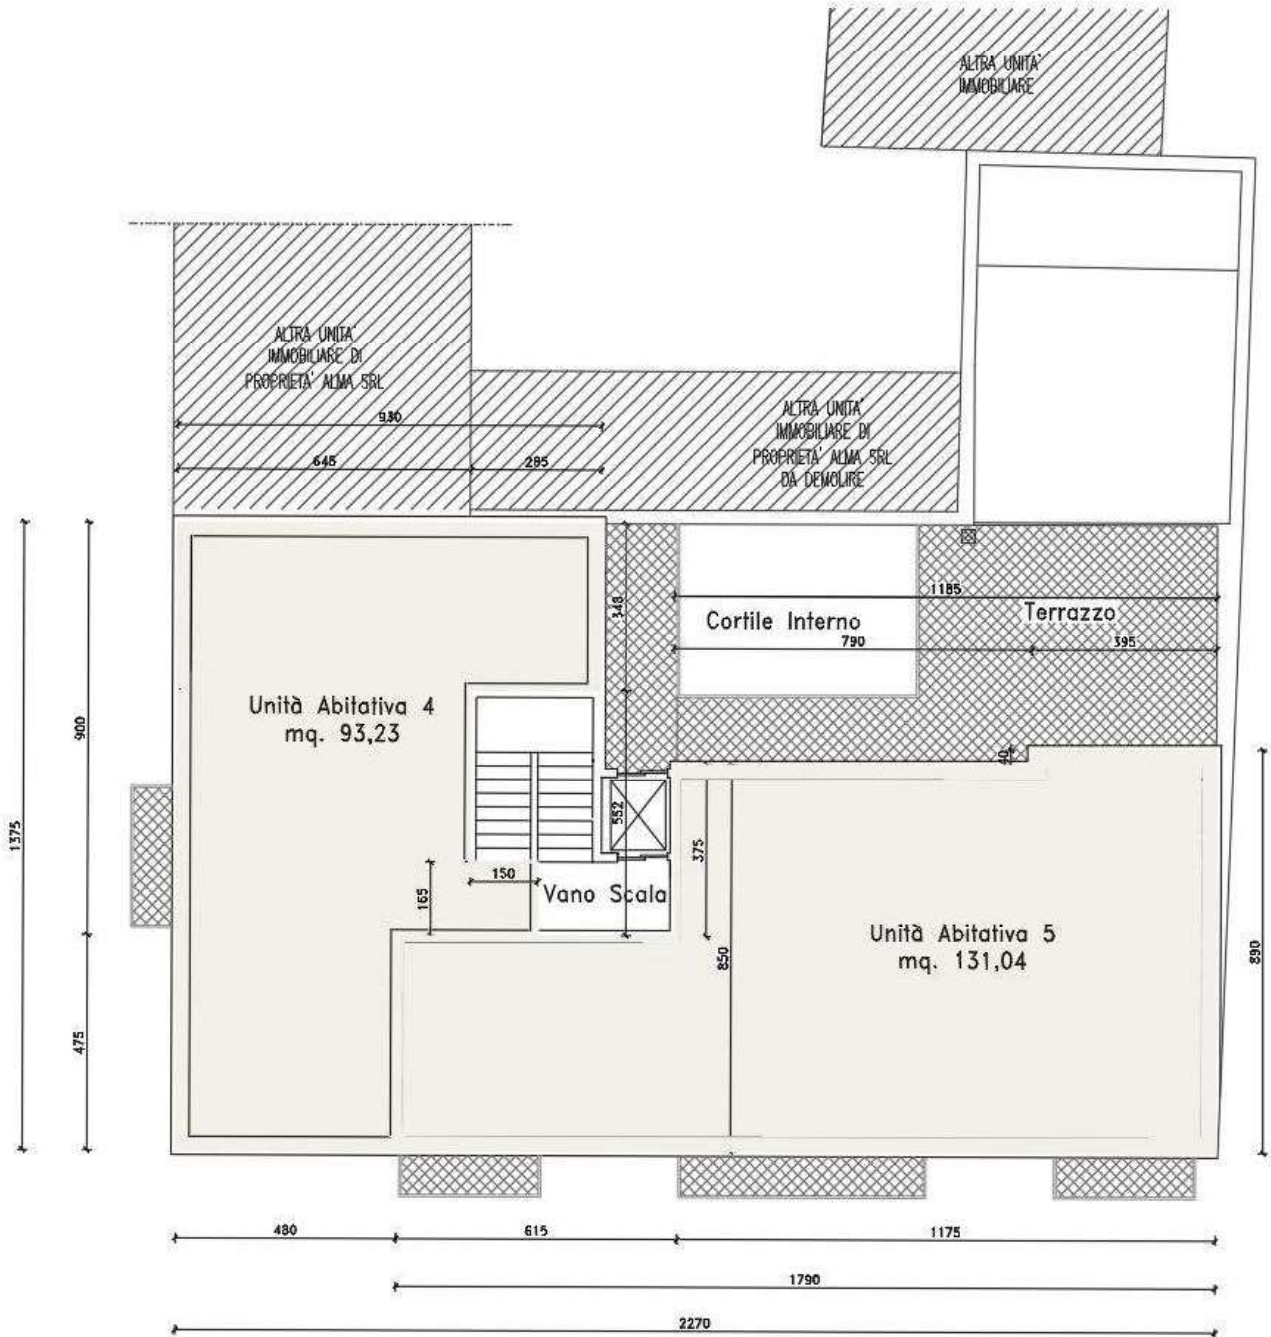 ALTRA UNITA'
IMMOBILIARE
ALTRA UNITA'
IMMOBILIARE DI
PROPRIETA' ALMA SRL
930
645
285
ALTRA UNITA'
IMMOBILIARE DI
PROPRIETA' ALMA SRL
DA DEMOLIRE
348
1185
Cortile Interno
Terrazzo
790
395
Unità Abitativa 4
mq. 93,23
900
1375
40
552
375
150
165
Vano Scala
850
Unità Abitativa 5
mq. 131,04
890
475
480
615
1175
1790
2270